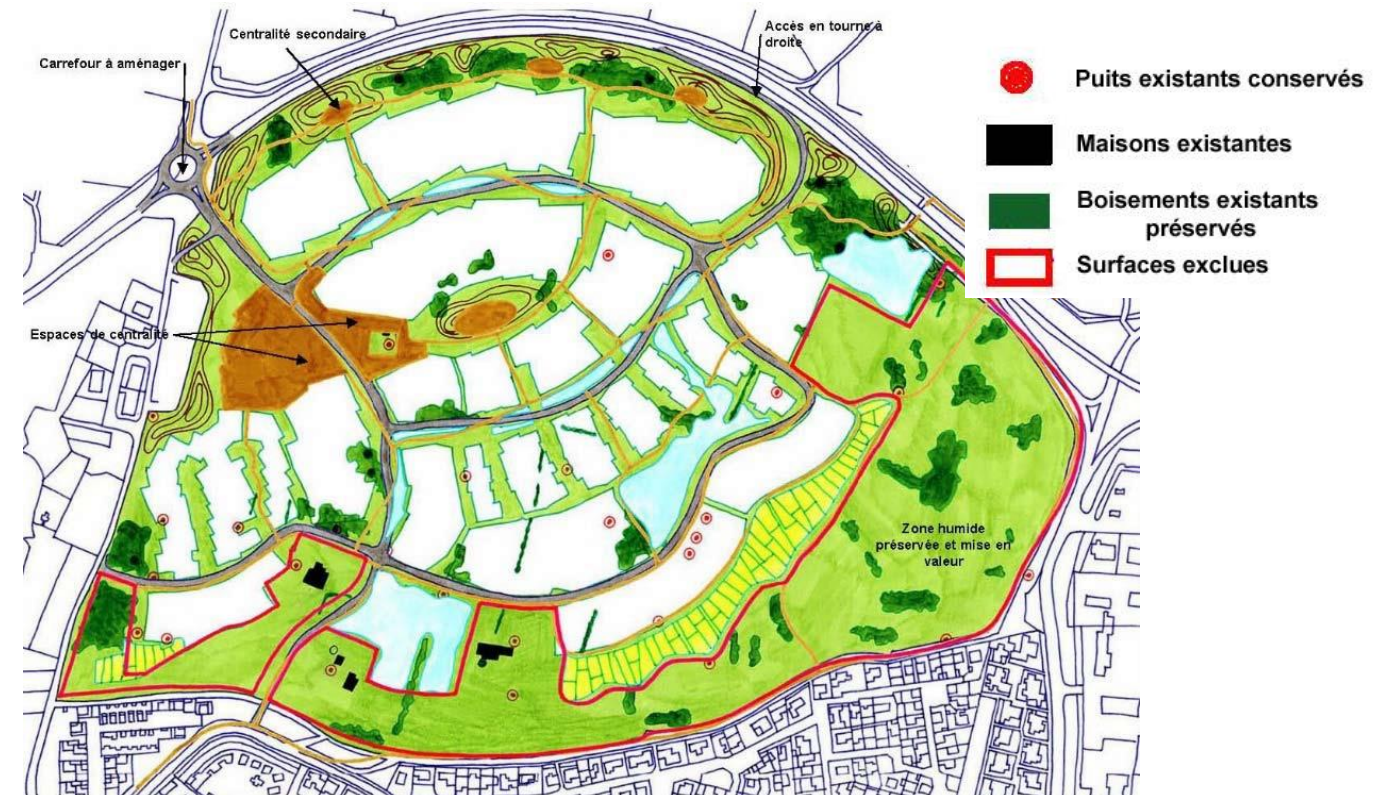 Centralité secondaire
Accès en tourne à
droite
Carrefour à aménager
Espaces de centralité
Zone humide
préservée et mise en
valeur
Puits existants conservés
Maisons existantes
Boisements existants
préservés
Surfaces exclues